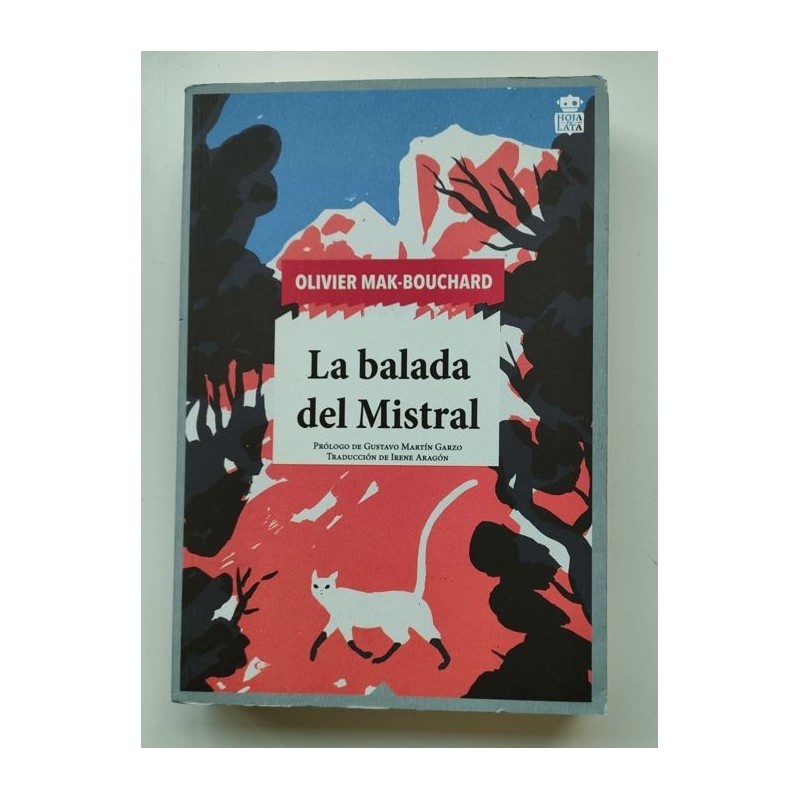 HOJA
DE
LATA
OLIVIER MAK-BOUCHARD
La balada
del Mistral
PRÓLOGO DE GUSTAVO MARTÍN GARZO
TRADUCCIÓN DE IRENE ARAGÓN